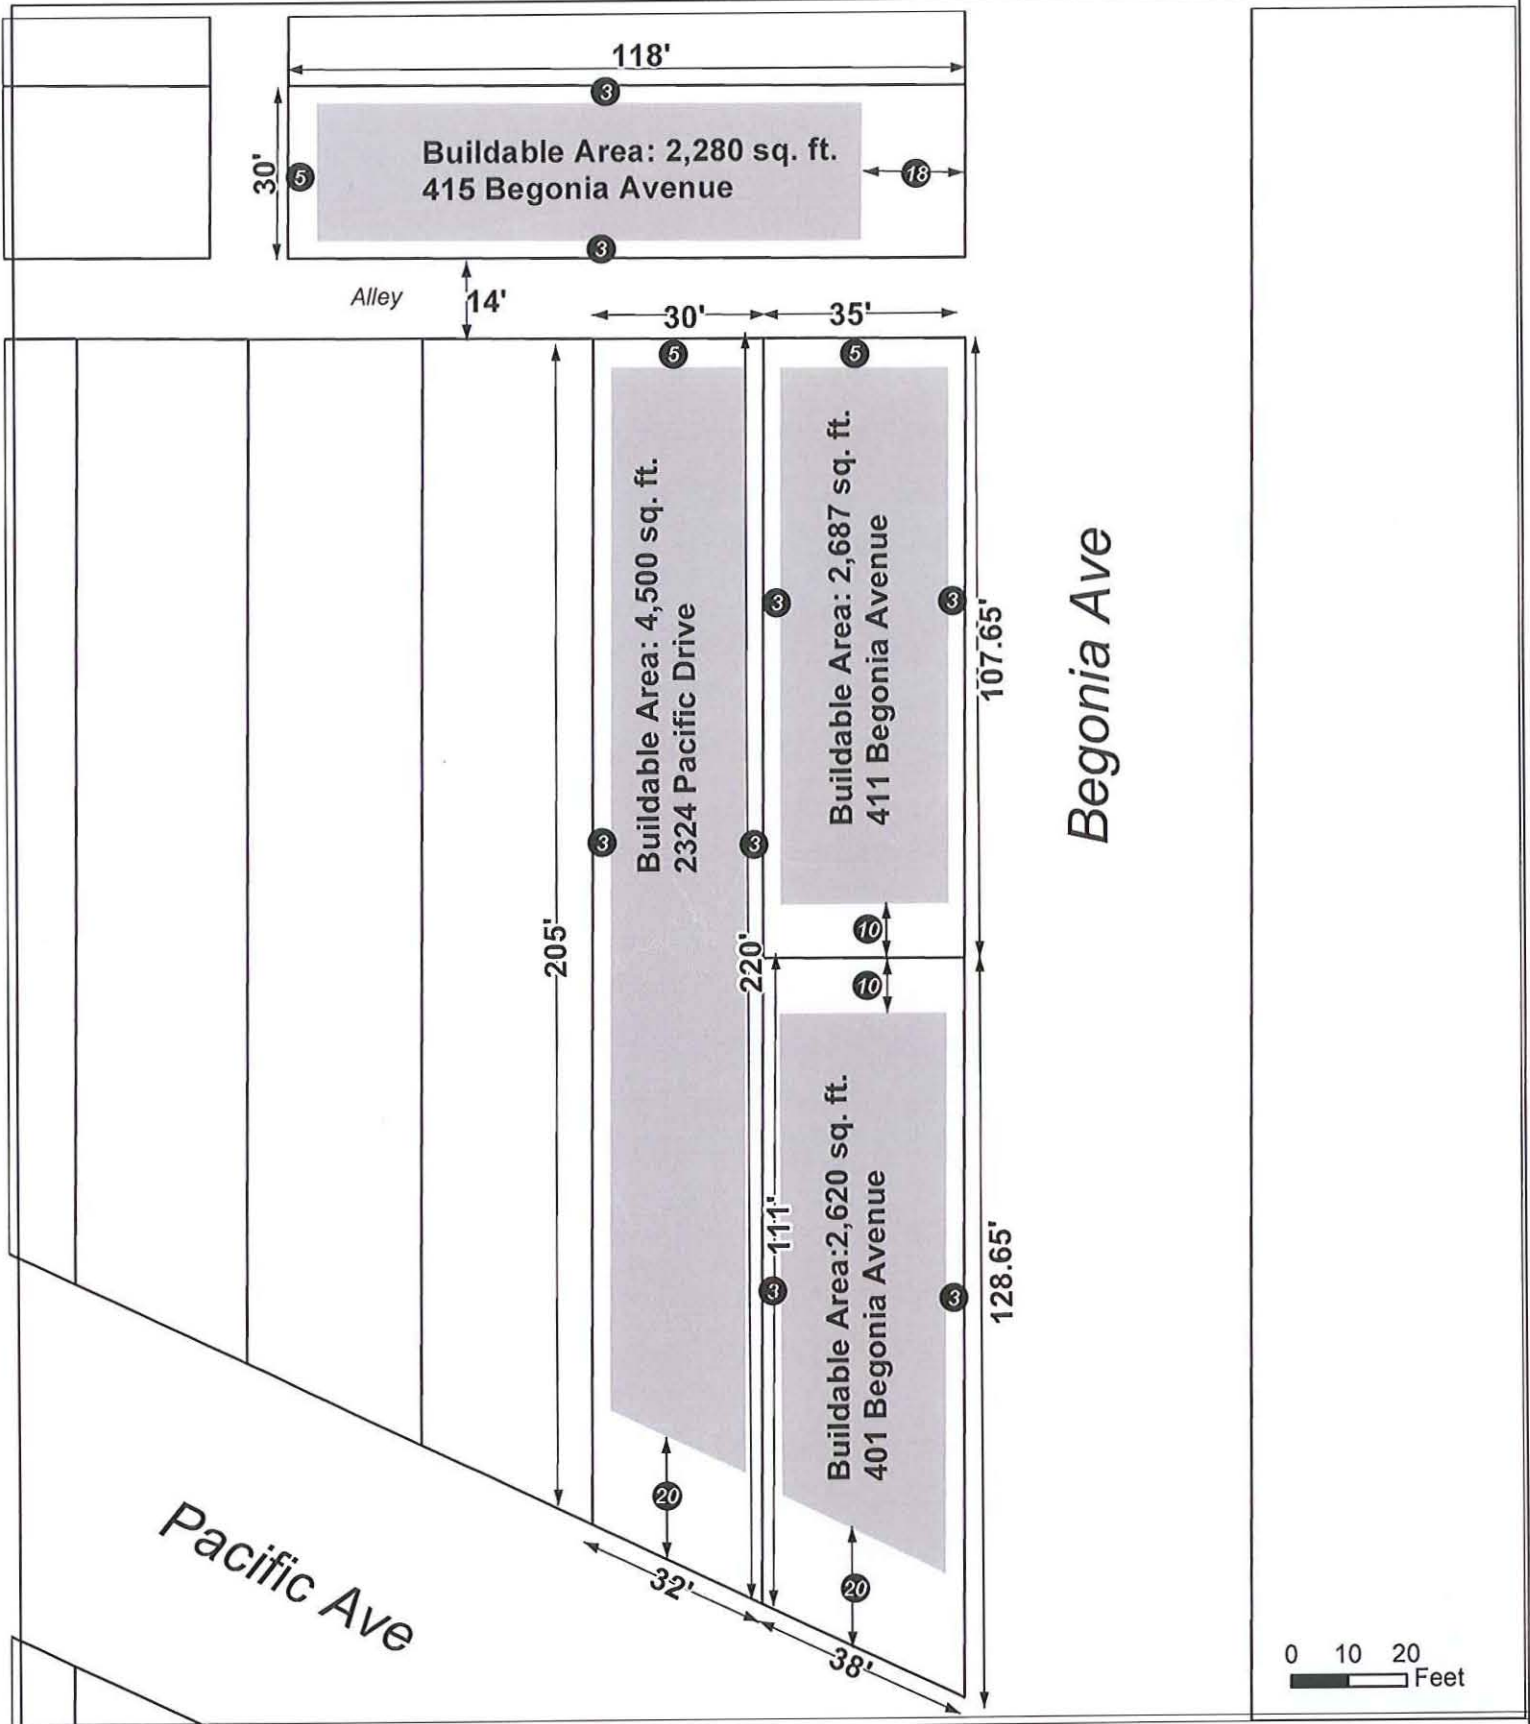 118'
3
Buildable Area: 2,280 sq. ft.
415 Begonia Avenue
30'
5
18
3
Alley
14'
30'
35'
5
5
Buildable Area: 4,500 sq. ft.
2324 Pacific Drive
Buildable Area: 2,687 sq. ft.
411 Begonia Avenue
3
3
107.65'
Begonia Ave
3
3
205'
220'
10
10
Buildable Area:2,620 sq. ft.
401 Begonia Avenue
111'
3
3
128.65'
20
20
32'
38'
Pacific Ave
0 10 20
Feet